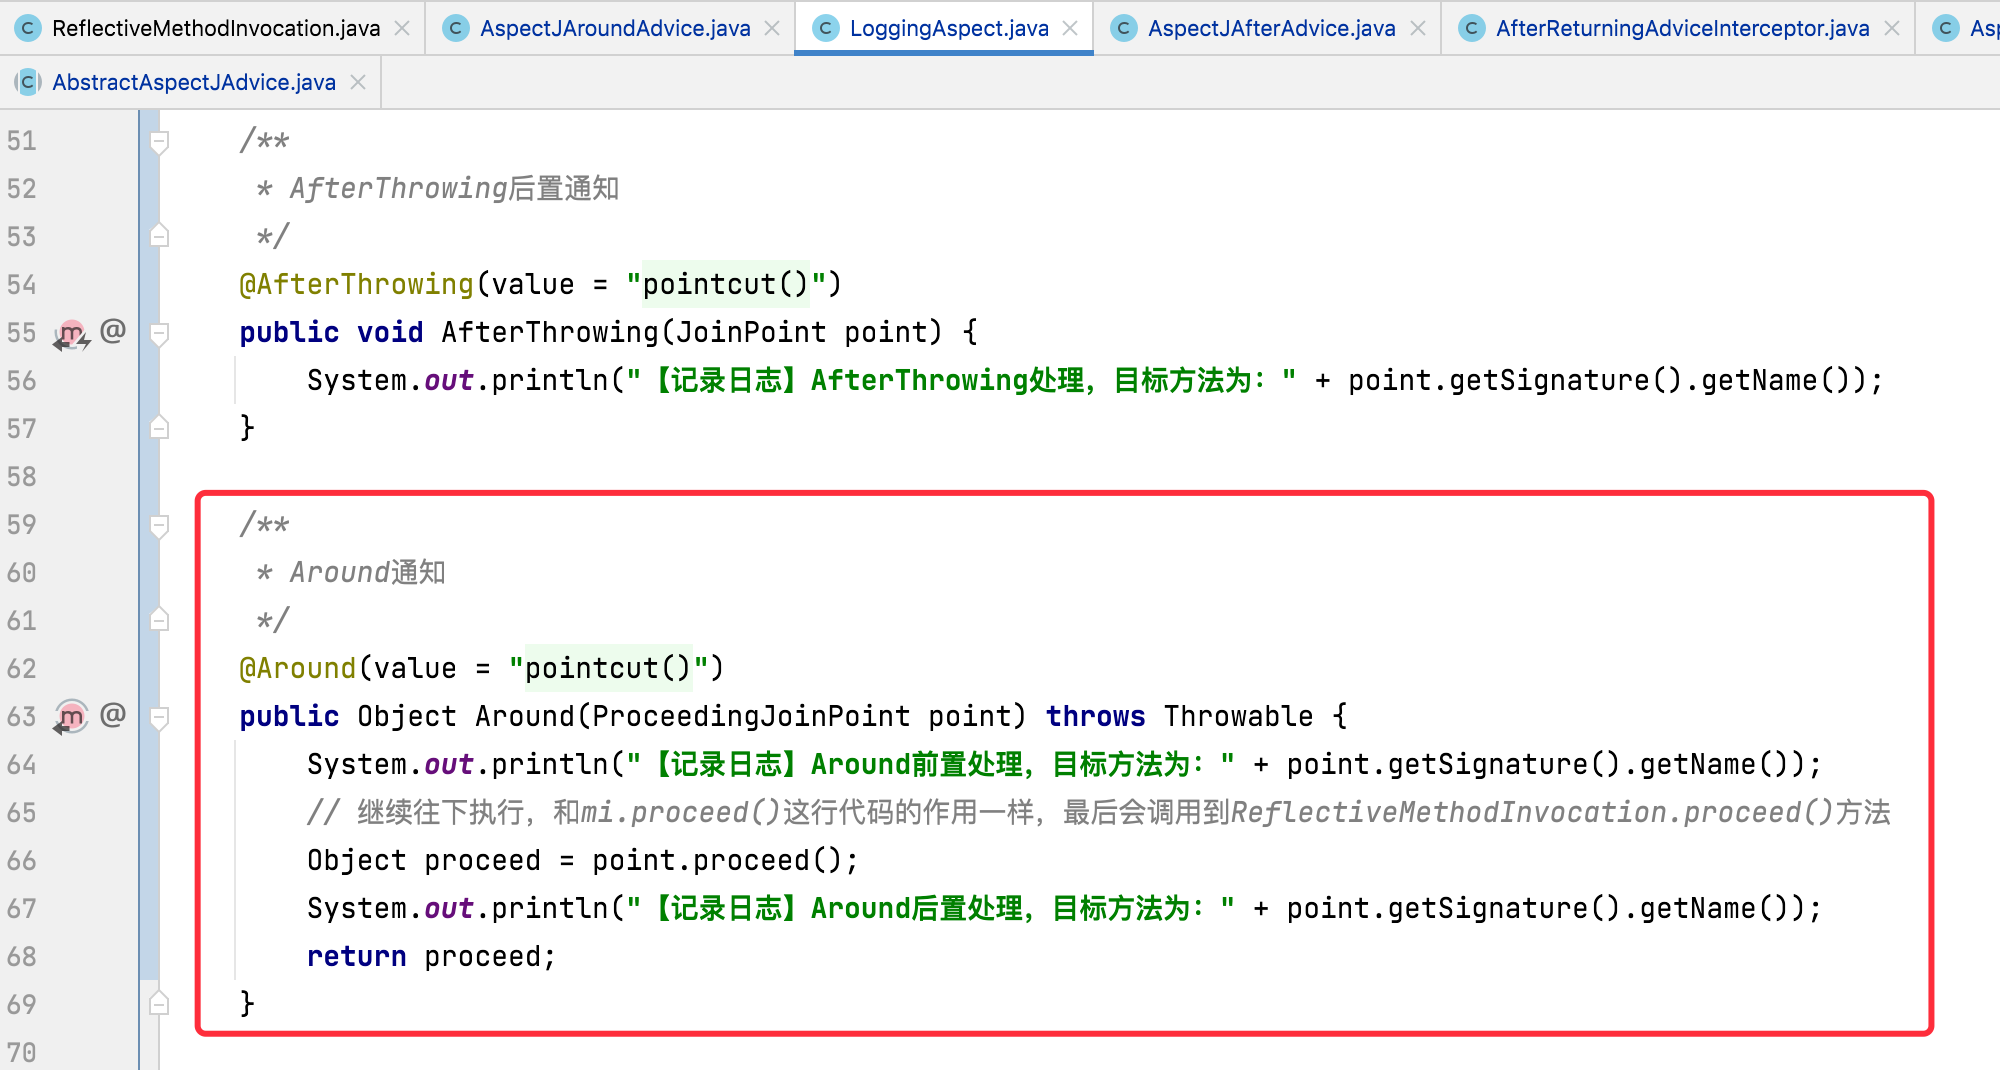 ReflectiveMethodInvocation.java AspectJAroundAdvice.java LoggingAspect.java AspectJAfterAdvice.java AfterReturningAdviceInterceptor.java
AbstractAspectJAdvice.java
51 /**
52 * AfterThrowing后置通知
53 */
54 @AfterThrowing(value = "pointcut()")
55 public void AfterThrowing(JoinPoint point) {
56 System.out.println("【记录日志】AfterThrowing处理，目标方法为：" + point.getSignature().getName());
57 }
58
59 /**
60 * Around通知
61 */
62 @Around(value = "pointcut()")
63 public Object Around(ProceedingJoinPoint point) throws Throwable {
64 System.out.println("【记录日志】Around前置处理，目标方法为：" + point.getSignature().getName());
65 // 继续往下执行，和mi.proceed()这行代码的作用一样，最后会调用到ReflectiveMethodInvocation.proceed()方法
66 Object proceed = point.proceed();
67 System.out.println("【记录日志】Around后置处理，目标方法为：" + point.getSignature().getName());
68 return proceed;
69 }
70